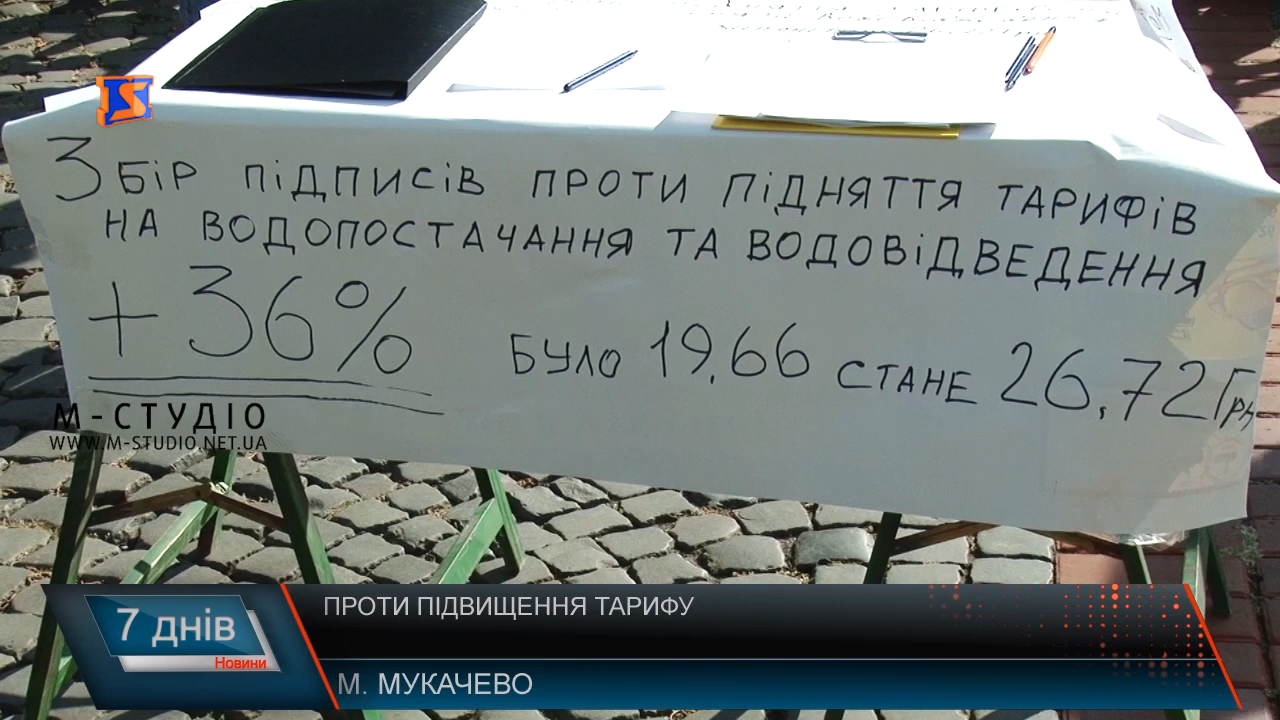 Збір підписів проти підняття тарифів
на водопостачання та водовідведення
+36% було 19,66 стане 26,72 грн
М-СТУДІО
WWW.M-STUDIO.NET.UA
7 днів
Новини
ПРОТИ ПІДВИЩЕННЯ ТАРИФУ
М. МУКАЧЕВО